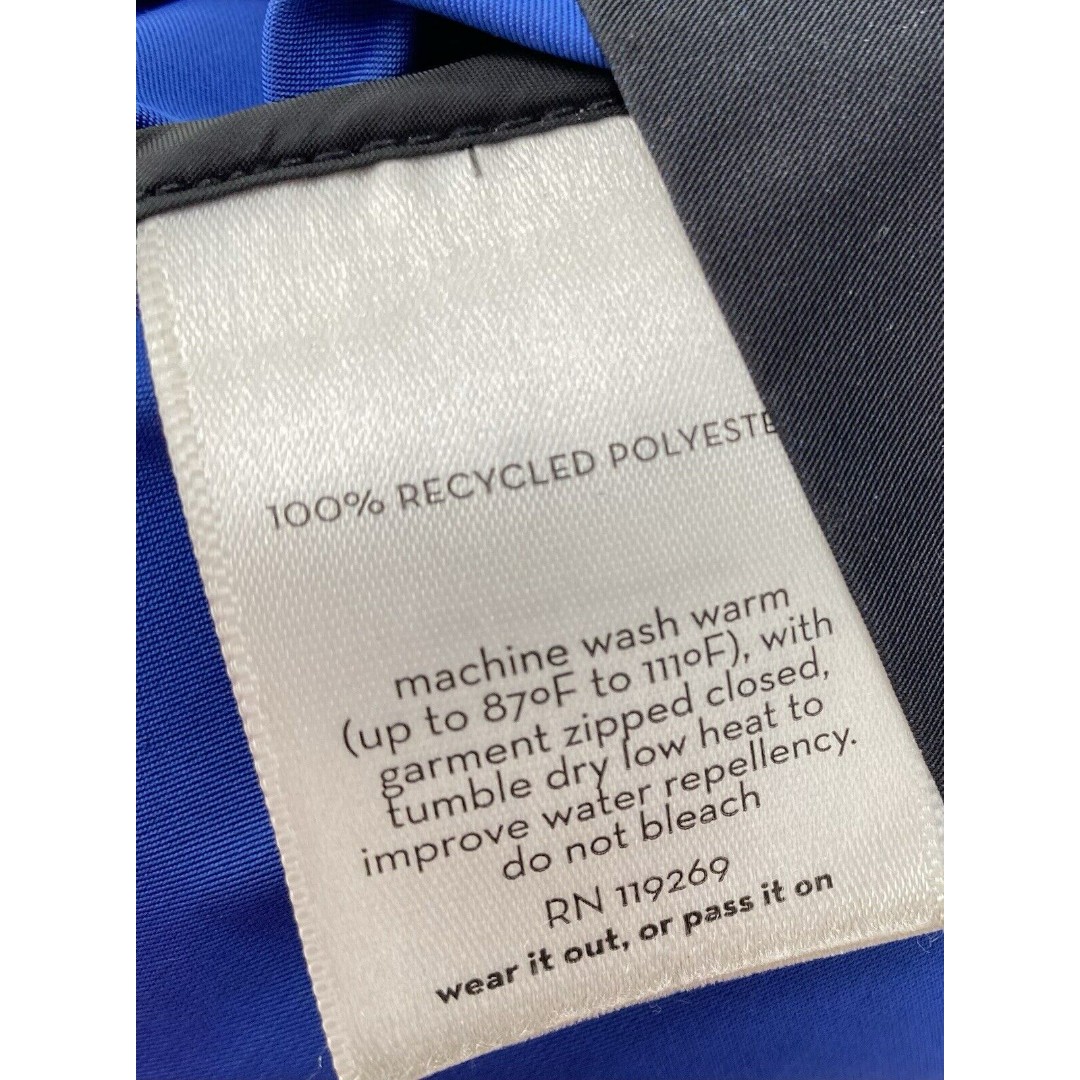 100% RECYCLED POLYESTE
machine wash warm
(up to 87ºF to 111ºF), with
garment zipped closed,
tumble dry low heat to
improve water repellency.
do not bleach
RN 119269
wear it out, or pass it on